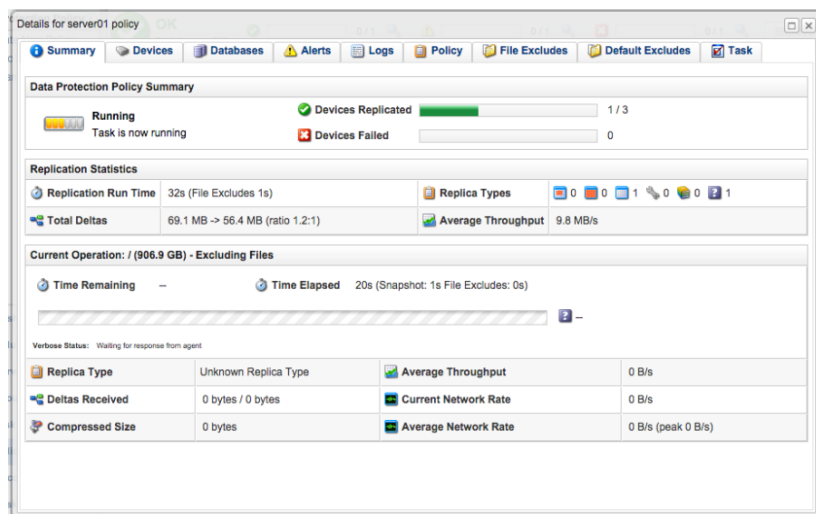 Details for server01 policy
Summary Devices Databases Alerts Logs Policy File Excludes Default Excludes Task
Data Protection Policy Summary
Running
Task is now running
Devices Replicated 1 / 3
Devices Failed 0
Replication Statistics
Replication Run Time 32s (File Excludes 1s) Replica Types 0 0 1 0 0 ? 1
Total Deltas 69.1 MB -> 56.4 MB (ratio 1.2:1) Average Throughput 9.8 MB/s
Current Operation: / (906.9 GB) - Excluding Files
Time Remaining -- Time Elapsed 20s (Snapshot: 1s File Excludes: 0s)
? --
Verbose Status: Waiting for response from agent
Replica Type Unknown Replica Type Average Throughput 0 B/s
Deltas Received 0 bytes / 0 bytes Current Network Rate 0 B/s
Compressed Size 0 bytes Average Network Rate 0 B/s (peak 0 B/s)